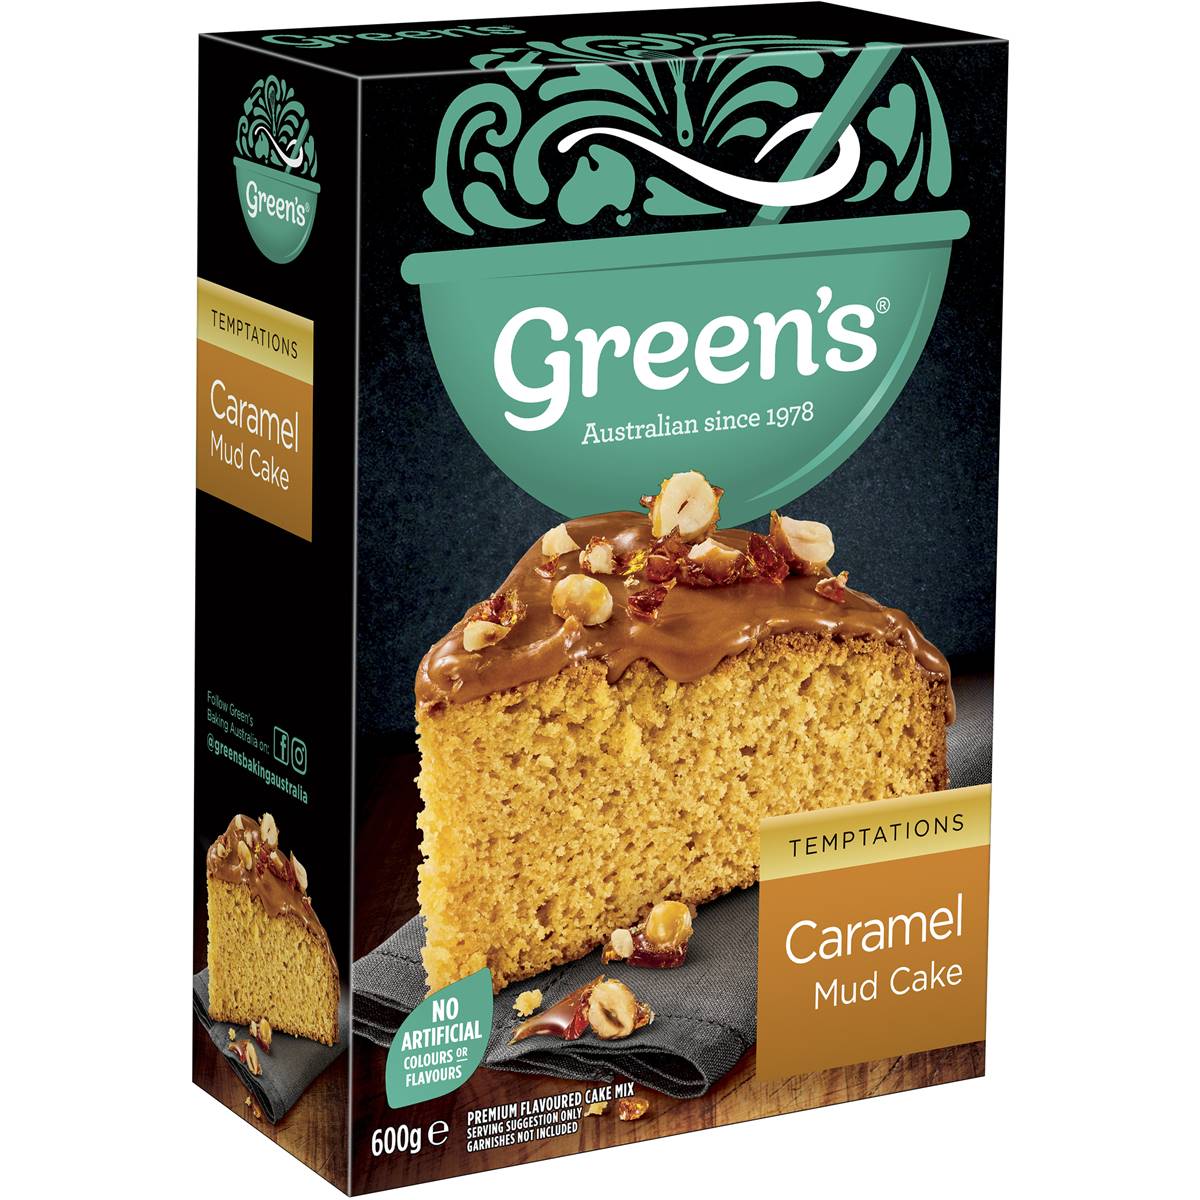 Green's
Green's®
TEMPTATIONS
Caramel
Mud Cake
Follow Green's
Baking Australia on:
@greensbakingaustralia
Green's®
Australian since 1978
TEMPTATIONS
Caramel
Mud Cake
NO
ARTIFICIAL
COLOURS OR
FLAVOURS
600g ℮
PREMIUM FLAVOURED CAKE MIX
SERVING SUGGESTION ONLY
GARNISHES NOT INCLUDED